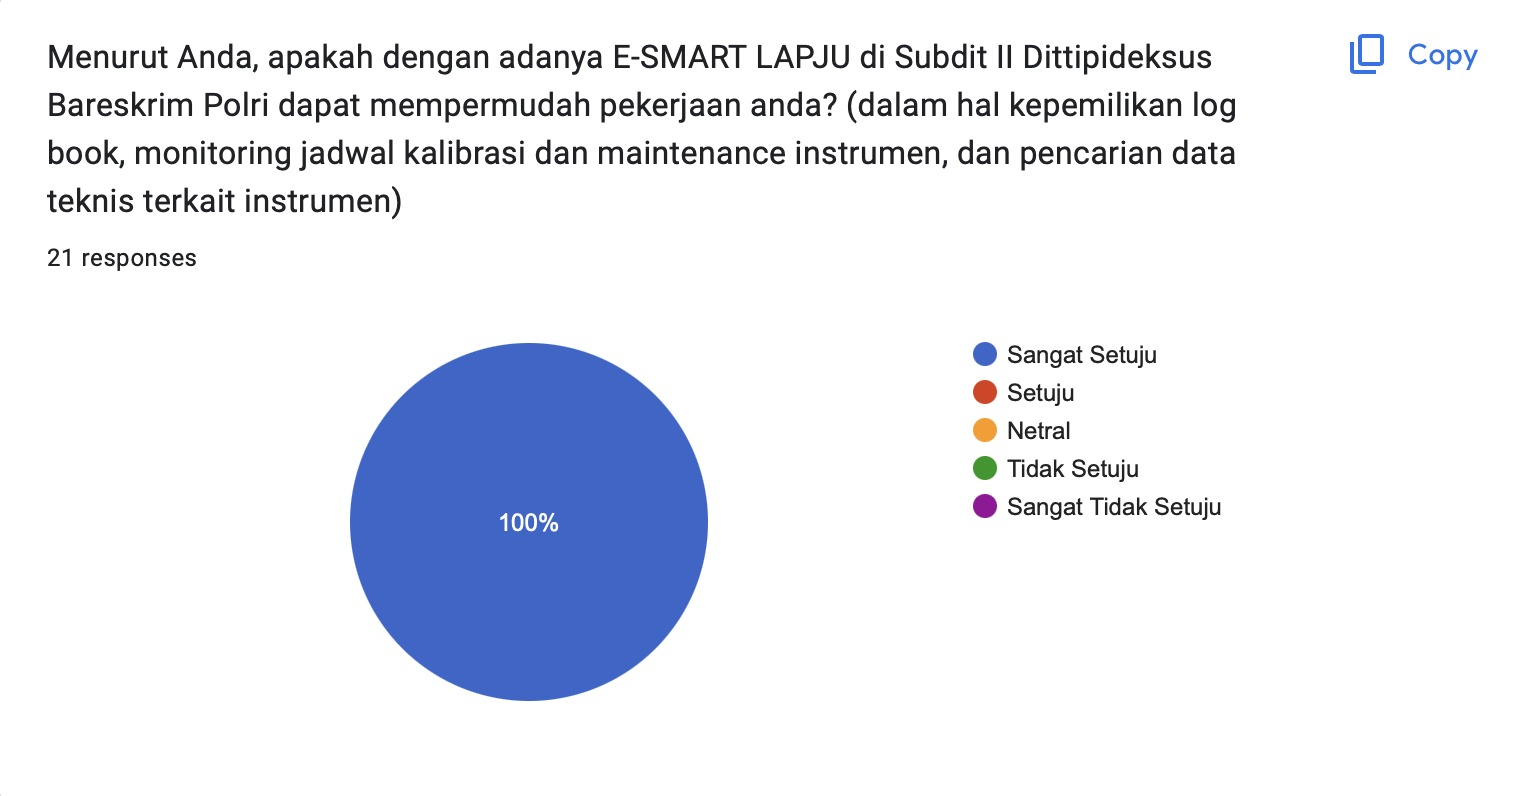 Menurut Anda, apakah dengan adanya E-SMART LAPJU di Subdit II Dittipideksus
Bareskrim Polri dapat mempermudah pekerjaan anda? (dalam hal kepemilikan log
book, monitoring jadwal kalibrasi dan maintenance instrumen, dan pencarian data
teknis terkait instrumen)
Copy
21 responses
100%
Sangat Setuju
Setuju
Netral
Tidak Setuju
Sangat Tidak Setuju